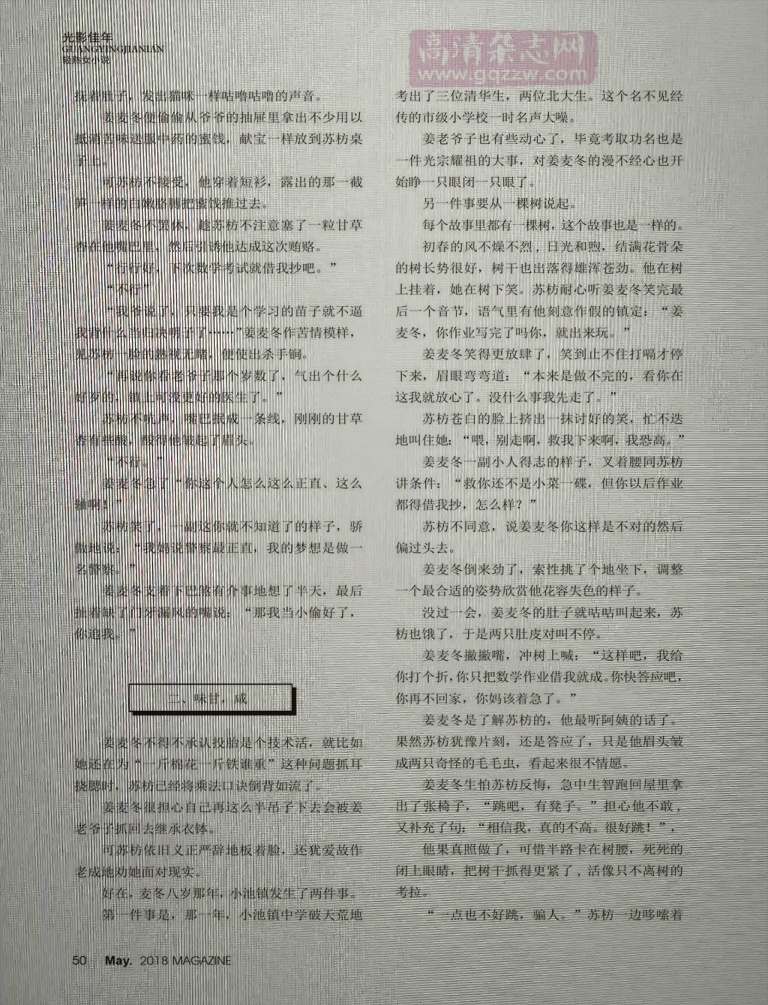 光影佳年
GUANGYINGJIANIAN
轻熟女小说
高清杂志网
www.gqzzw.com
抚着肚子，发出猫咪一样咕噜咕噜的声音。
姜麦冬便偷偷从爷爷的抽屉里拿出不少用以
抵消苦味送服中药的蜜饯，献宝一样放到苏枋桌
子上。
可苏枋不接受，他穿着短衫，露出的那一截
笋一样的白嫩胳膊把蜜饯推过去。
姜麦冬不罢休，趁苏枋不注意塞了一粒甘草
杏在他嘴巴里，然后引诱他达成这次贿赂。
“行行好，下次数学考试就借我抄吧。”
“不行”
“我爷说了，只要我是个学习的苗子就不逼
我背什么当归决明子了……”姜麦冬作苦情模样，
见苏枋一脸的熟视无睹，便使出杀手锏。
“再说你看老爷子那个岁数了，气出个什么
好歹的，镇上可没更好的医生了。”
苏枋不吭声，嘴巴抿成一条线，刚刚的甘草
杏有些酸，酸得他皱起了眉头。
“不行。”
姜麦冬急了“你这个人怎么这么正直、这么
轴啊！”
苏枋笑了，一副这你就不知道了的样子，骄
傲地说：“我妈说警察最正直，我的梦想是做一
名警察。”
姜麦冬支着下巴煞有介事地想了半天，最后
扯着缺了门牙漏风的嘴说：“那我当小偷好了，
你追我。”
二、味甘，咸
姜麦冬不得不承认投胎是个技术活，就比如
她还在为“一斤棉花一斤铁谁重”这种问题抓耳
挠腮时，苏枋已经将乘法口诀倒背如流了。
姜麦冬很担心自己再这么半吊子下去会被姜
老爷子抓回去继承衣钵。
可苏枋依旧义正严辞地板着脸，还犹爱故作
老成地劝她面对现实。
好在，麦冬八岁那年，小池镇发生了两件事。
第一件事是，那一年，小池镇中学破天荒地
考出了三位清华生，两位北大生。这个名不见经
传的市级小学校一时名声大噪。
姜老爷子也有些动心了，毕竟考取功名也是
一件光宗耀祖的大事，对姜麦冬的漫不经心也开
始睁一只眼闭一只眼了。
另一件事要从一棵树说起。
每个故事里都有一棵树，这个故事也是一样的。
初春的风不燥不烈，日光和煦，结满花骨朵
的树长势很好，树干也出落得雄浑苍劲。他在树
上挂着，她在树下笑。苏枋耐心听姜麦冬笑完最
后一个音节，语气里有他刻意作假的镇定：“姜
麦冬，你作业写完了吗你，就出来玩。”
姜麦冬笑得更放肆了，笑到止不住打嗝才停
下来，眉眼弯弯道：“本来是做不完的，看你在
这我就放心了。没什么事我先走了。”
苏枋苍白的脸上挤出一抹讨好的笑，忙不迭
地叫住她：“喂，别走啊，救我下来啊，我恐高。”
姜麦冬一副小人得志的样子，叉着腰同苏枋
讲条件：“救你还不是小菜一碟，但你以后作业
都得借我抄，怎么样？”
苏枋不同意，说姜麦冬你这样是不对的然后
偏过头去。
姜麦冬倒来劲了，索性挑了个地坐下，调整
一个最合适的姿势欣赏他花容失色的样子。
没过一会，姜麦冬的肚子就咕咕叫起来，苏
枋也饿了，于是两只肚皮对叫不停。
姜麦冬撇撇嘴，冲树上喊：“这样吧，我给
你打个折，你只把数学作业借我就成。你快答应吧，
你再不回家，你妈该着急了。”
姜麦冬是了解苏枋的，他最听阿姨的话了。
果然苏枋犹豫片刻，还是答应了，只是他眉头皱
成两只奇怪的毛毛虫，看起来很不情愿。
姜麦冬生怕苏枋反悔，急中生智跑回屋里拿
出了张椅子，“跳吧，有凳子。”担心他不敢，
又补充了句：“相信我，真的不高。很好跳！”，
他果真照做了，可惜半路卡在树腰，死死的
闭上眼睛，把树干抓得更紧了，活像只不离树的
考拉。
“一点也不好跳，骗人。”苏枋一边哆嗦着
50 May. 2018 MAGAZINE